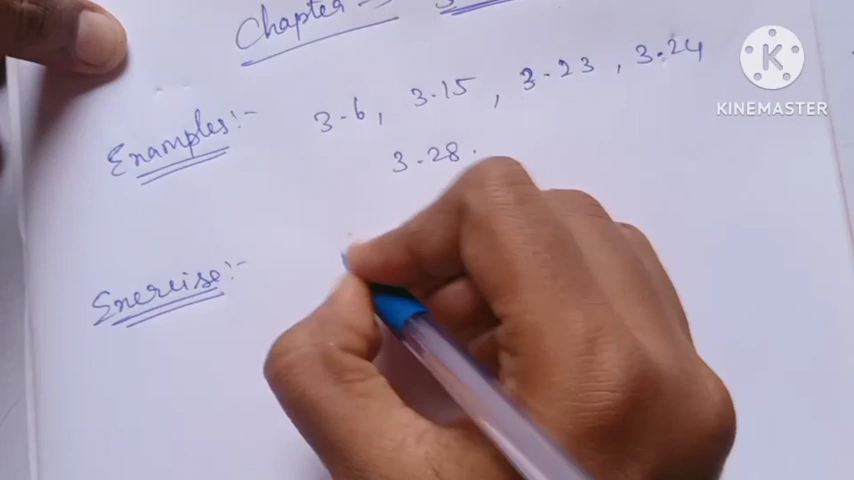 Chapter
Examples:- 3.6, 3.15, 3.23, 3.24
3.28.
Exercise:-
KINEMASTER